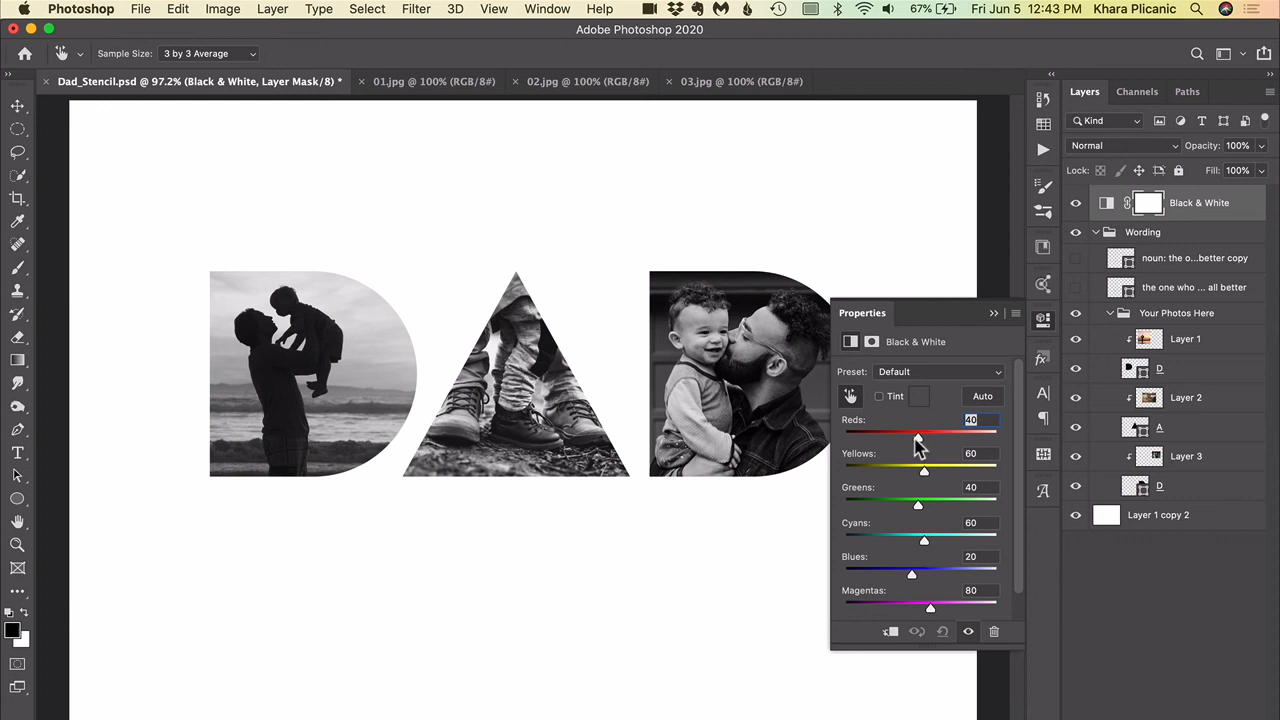 Photoshop File Edit Image Layer Type Select Filter 3D View Window Help 67% Fri Jun 5 12:43 PM Khara Plicanic
Adobe Photoshop 2020
Sample Size: 3 by 3 Average
Dad_Stencil.psd @ 97.2% (Black & White, Layer Mask/8) * 01.jpg @ 100% (RGB/8#) 02.jpg @ 100% (RGB/8#) 03.jpg @ 100% (RGB/8#)
Layers Channels Paths
Kind
Normal Opacity: 100%
Lock: Fill: 100%
Black & White
Wording
noun: the o...better copy
the one who ... all better
Your Photos Here
Layer 1
D
Layer 2
A
Layer 3
D
Layer 1 copy 2
DAD
Properties
Black & White
Preset: Default
Tint Auto
Reds: 40
Yellows: 60
Greens: 40
Cyans: 60
Blues: 20
Magentas: 80